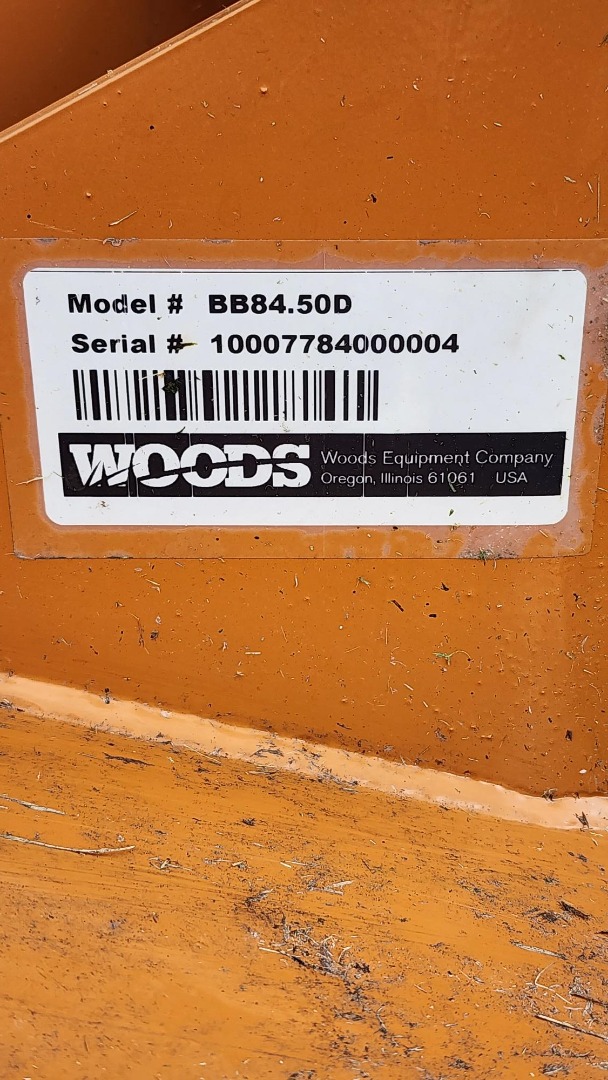 Model # BB84.50D
Serial # 10007784000004
WOODS
Woods Equipment Company
Oregon, Illinois 61061 USA